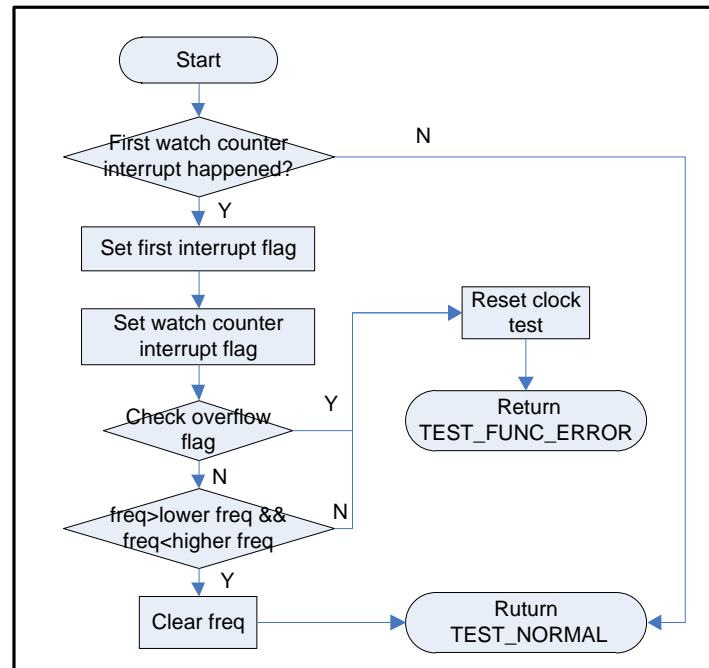 Start
First watch counter
interrupt happened?
N
Y
Set first interrupt flag
Set watch counter
interrupt flag
Reset clock
test
Check overflow
flag
Y
Return
TEST_FUNC_ERROR
N
freq>lower freq &&
freq<higher freq
N
Y
Clear freq
Ruturn
TEST_NORMAL